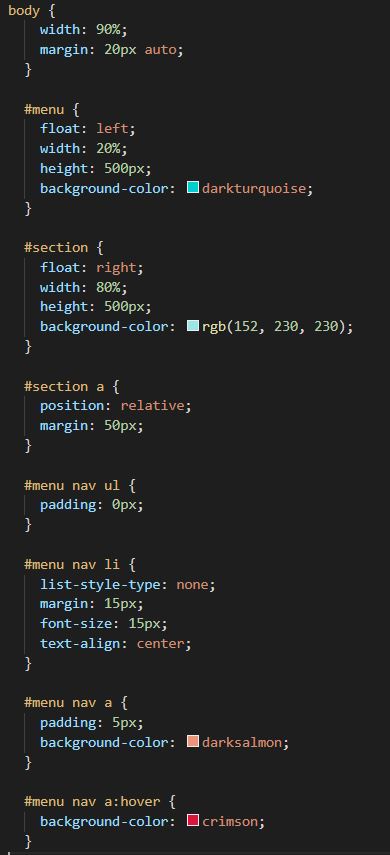 body {
width: 90%;
margin: 20px auto;
}
#menu {
float: left;
width: 20%;
height: 500px;
background-color: darkturquoise;
}
#section {
float: right;
width: 80%;
height: 500px;
background-color: rgb(152, 230, 230);
}
#section a {
position: relative;
margin: 50px;
}
#menu nav ul {
padding: 0px;
}
#menu nav li {
list-style-type: none;
margin: 15px;
font-size: 15px;
text-align: center;
}
#menu nav a {
padding: 5px;
background-color: darksalmon;
}
#menu nav a:hover {
background-color: crimson;
}